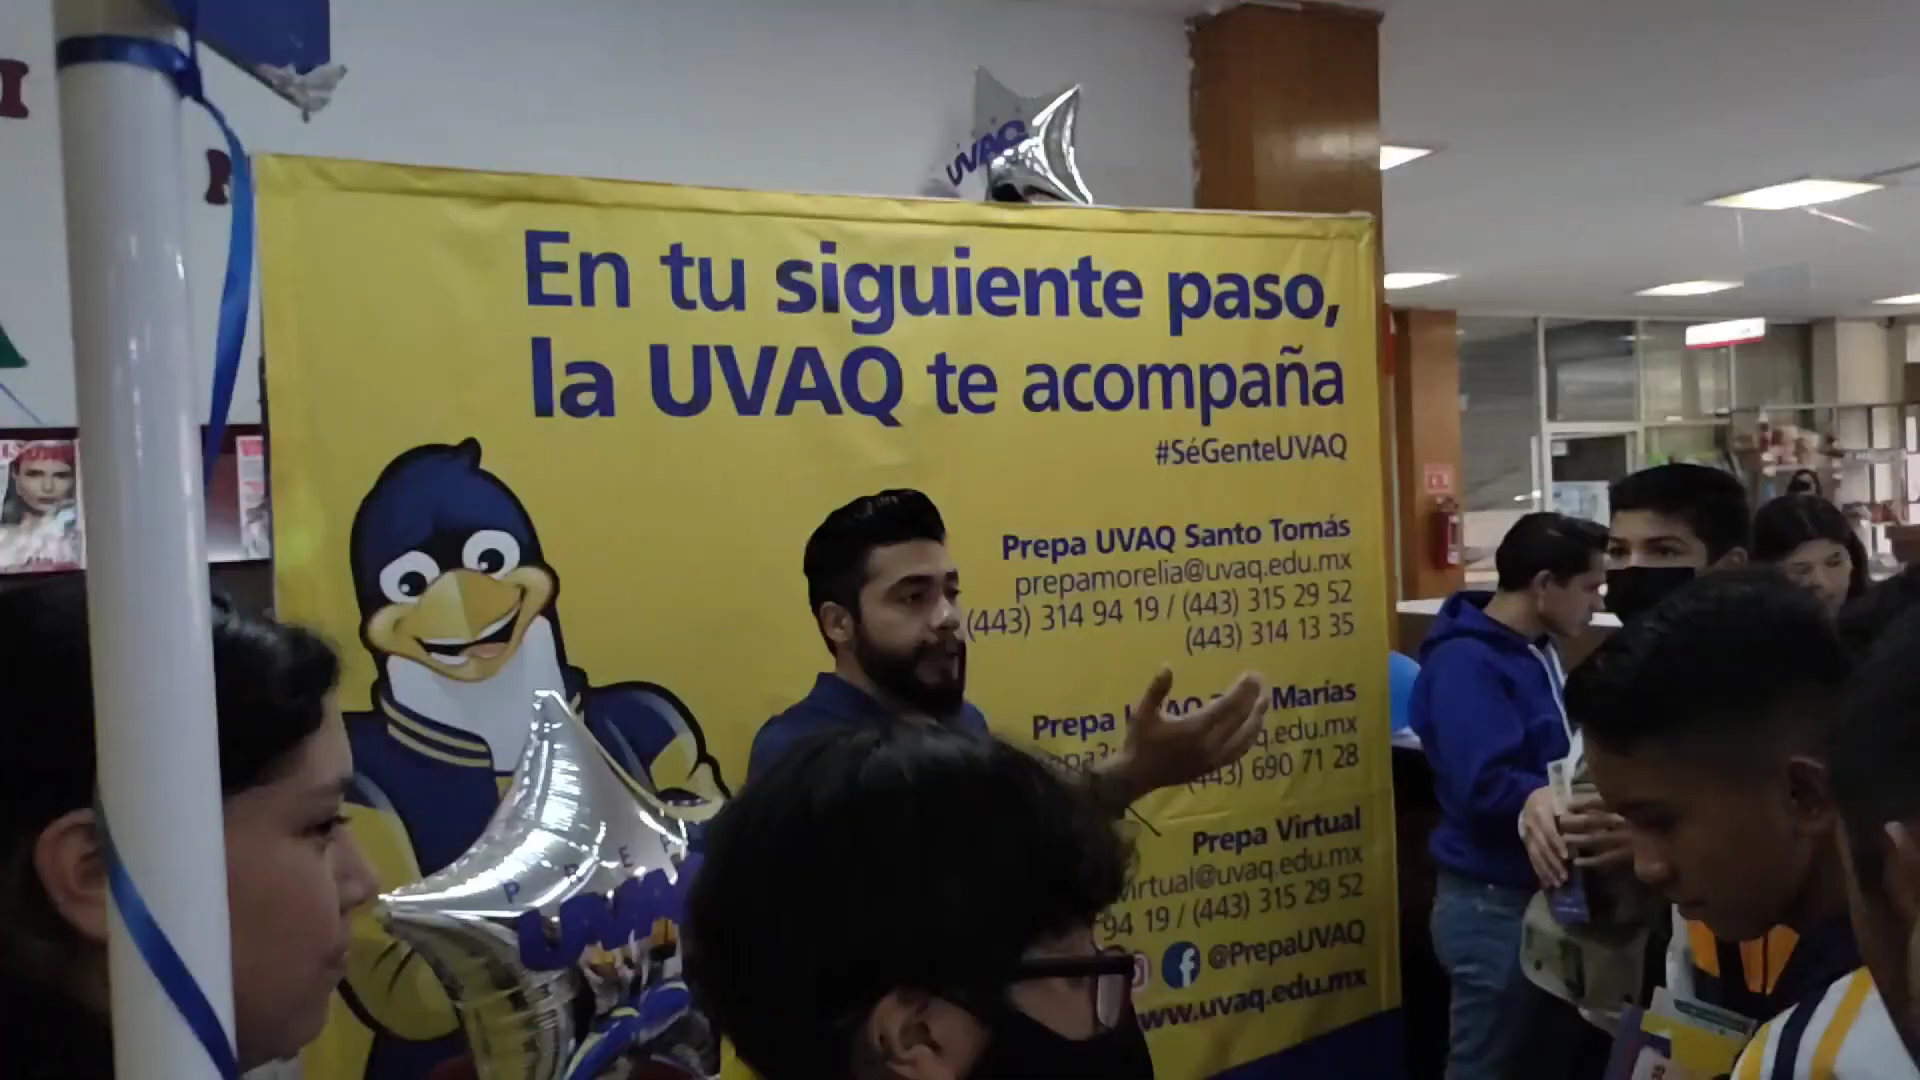 UVAQ
En tu siguiente paso,
la UVAQ te acompaña
#SéGenteUVAQ
Prepa UVAQ Santo Tomás
prepamorelia@uvaq.edu.mx
(443) 314 94 19 / (443) 315 29 52
(443) 314 13 35
Prepa Marías
(443) 690 71 28
Prepa Virtual
virtual@uvaq.edu.mx
94 19 / (443) 315 29 52
@PrepaUVAQ
www.uvaq.edu.mx